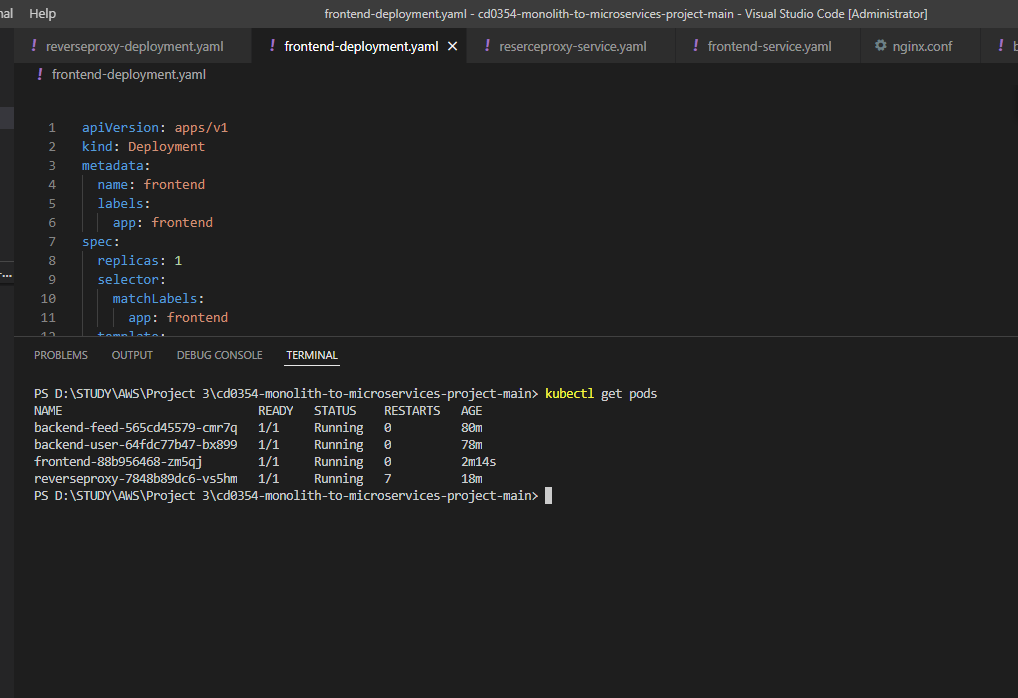 nal Help frontend-deployment.yaml - cd0354-monolith-to-microservices-project-main - Visual Studio Code [Administrator]
! reverseproxy-deployment.yaml ! frontend-deployment.yaml × ! reserceproxy-service.yaml ! frontend-service.yaml nginx.conf ! b
! frontend-deployment.yaml
1 apiVersion: apps/v1
2 kind: Deployment
3 metadata:
4 name: frontend
5 labels:
6 app: frontend
7 spec:
8 replicas: 1
9 selector:
10 matchLabels:
11 app: frontend
12 template:
PROBLEMS OUTPUT DEBUG CONSOLE TERMINAL
PS D:\STUDY\AWS\Project 3\cd0354-monolith-to-microservices-project-main> kubectl get pods
NAME READY STATUS RESTARTS AGE
backend-feed-565cd45579-cmr7q 1/1 Running 0 80m
backend-user-64fdc77b47-bx899 1/1 Running 0 78m
frontend-88b956468-zm5qj 1/1 Running 0 2m14s
reverseproxy-7848b89dc6-vs5hm 1/1 Running 7 18m
PS D:\STUDY\AWS\Project 3\cd0354-monolith-to-microservices-project-main>